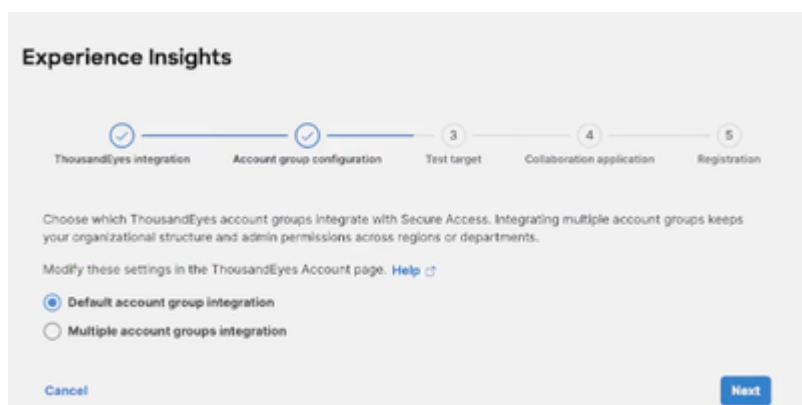 Experience Insights
3
4
5
ThousandEyes integration
Account group configuration
Test target
Collaboration application
Registration
Choose which ThousandEyes account groups integrate with Secure Access. Integrating multiple account groups keeps
your organizational structure and admin permissions across regions or departments.
Modify these settings in the ThousandEyes Account page. Help
Default account group integration
Multiple account groups integration
Cancel
Next